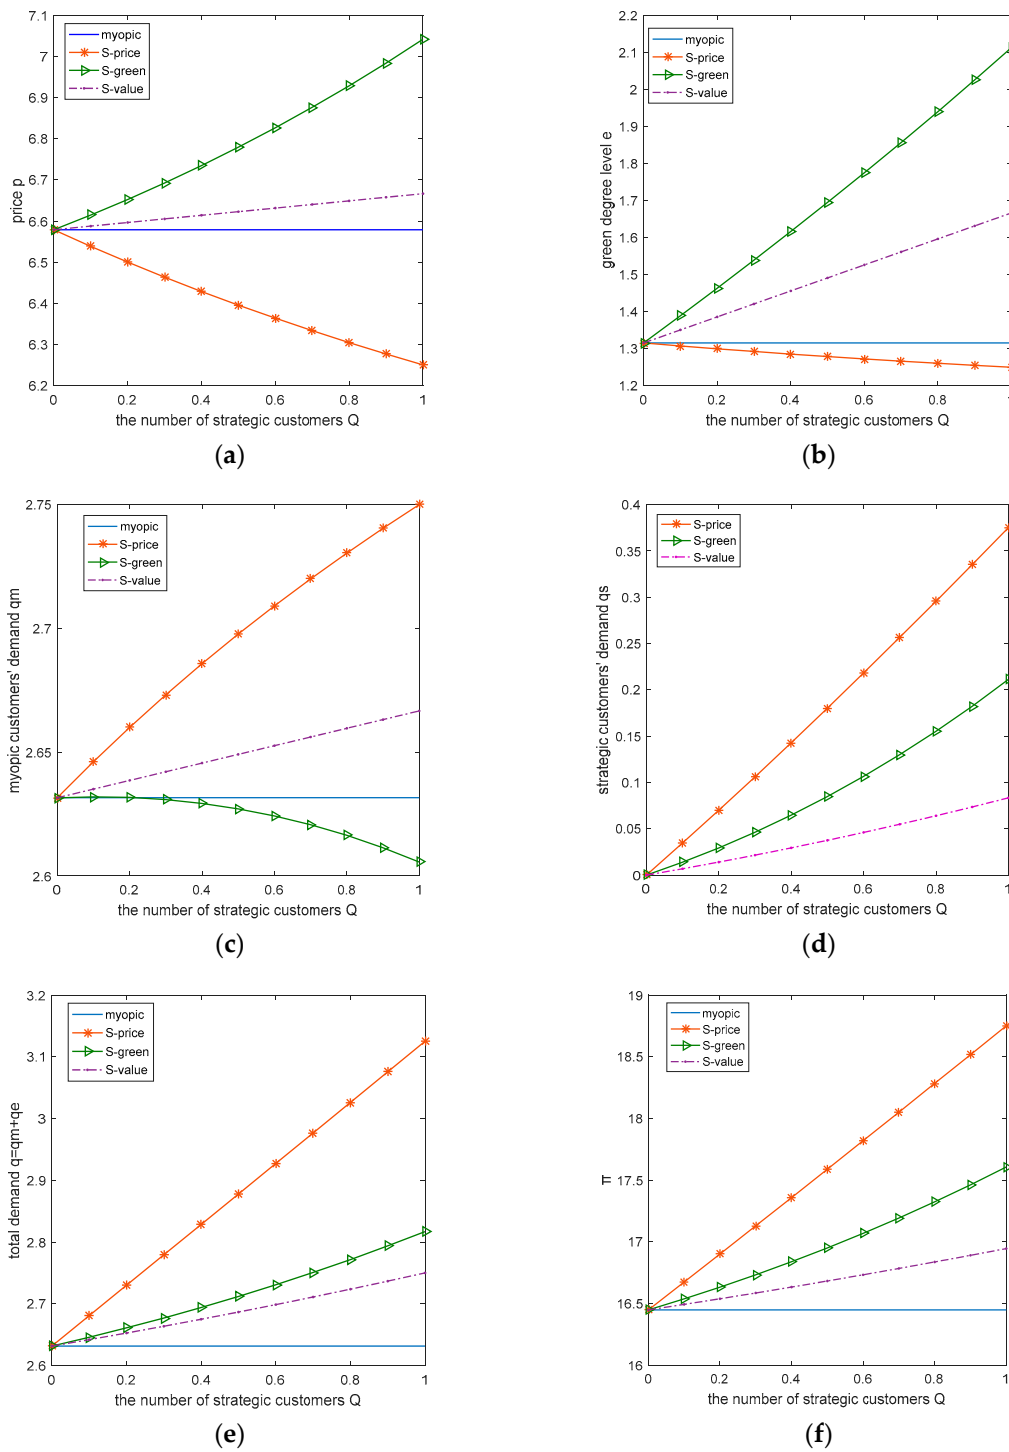 7.1
7
6.9
6.8
6.7
6.6
6.5
6.4
6.3
6.2
price p
myopic
S-price
S-green
S-value
0 0.2 0.4 0.6 0.8 1
the number of strategic customers Q
(a)
2.2
2.1
2
1.9
1.8
1.7
1.6
1.5
1.4
1.3
1.2
green degree level e
myopic
S-price
S-green
S-value
0 0.2 0.4 0.6 0.8 1
the number of strategic customers Q
(b)
2.75
2.7
2.65
2.6
myopic customers' demand qm
myopic
S-price
S-green
S-value
0 0.2 0.4 0.6 0.8 1
the number of strategic customers Q
(c)
0.4
0.35
0.3
0.25
0.2
0.15
0.1
0.05
0
strategic customers' demand qs
S-price
S-green
S-value
0 0.2 0.4 0.6 0.8 1
the number of strategic customers Q
(d)
3.2
3.1
3
2.9
2.8
2.7
2.6
total demand q=qm+qe
myopic
S-price
S-green
S-value
0 0.2 0.4 0.6 0.8 1
the number of strategic customers Q
(e)
19
18.5
18
17.5
17
16.5
16
π
myopic
S-price
S-green
S-value
0 0.2 0.4 0.6 0.8 1
the number of strategic customers Q
(f)